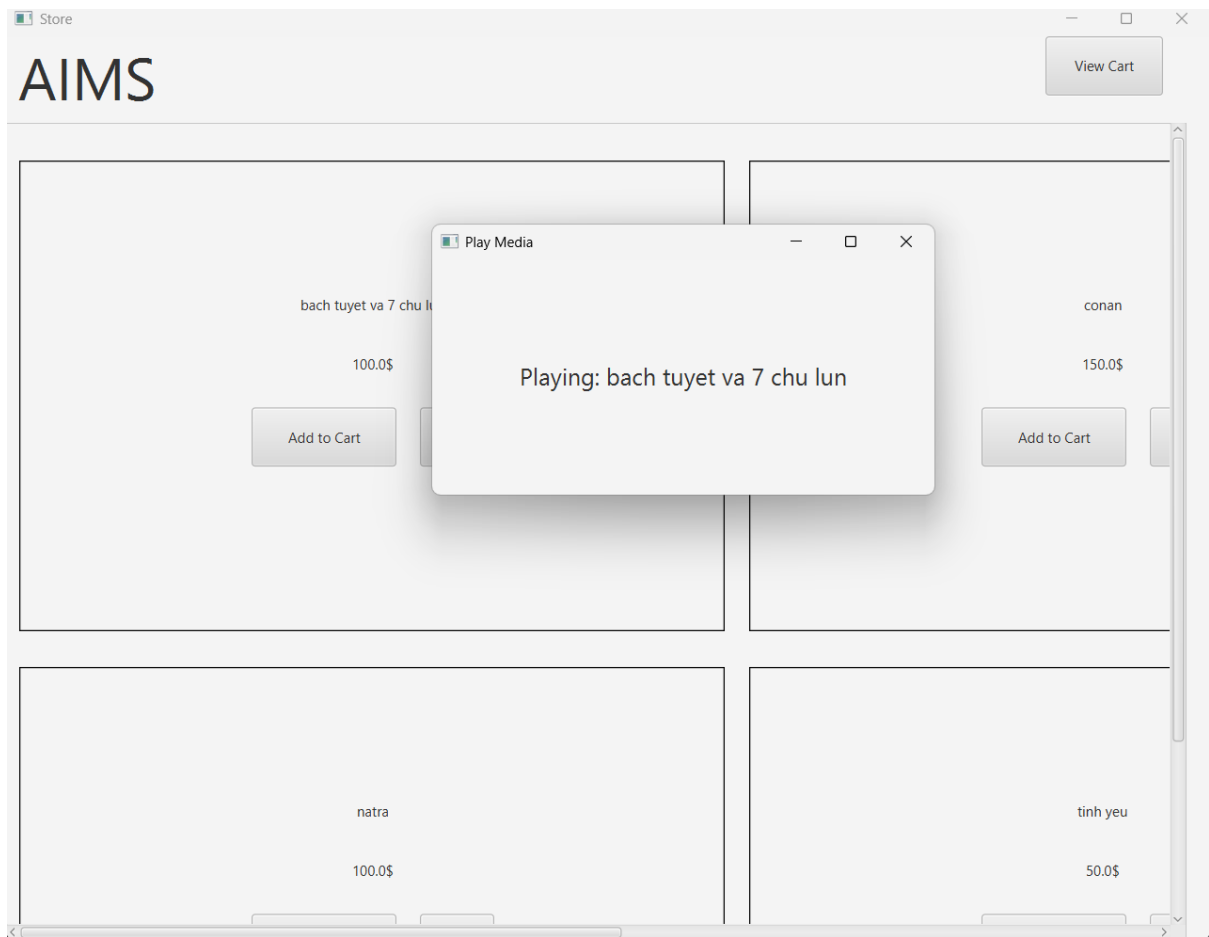 Store
AIMS
View Cart
Play Media
bach tuyet va 7 chu
conan
100.0$
150.0$
Playing: bach tuyet va 7 chu lun
Add to Cart
Add to Cart
natra
tinh yeu
100.0$
50.0$